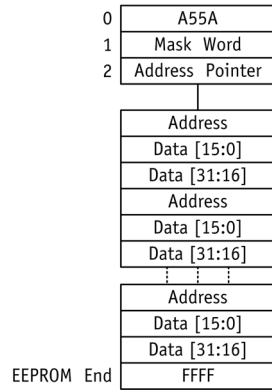 0 A55A
1 Mask Word
2 Address Pointer
Address
Data [15:0]
Data [31:16]
Address
Data [15:0]
Data [31:16]
Address
Data [15:0]
Data [31:16]
EEPROM End FFFF